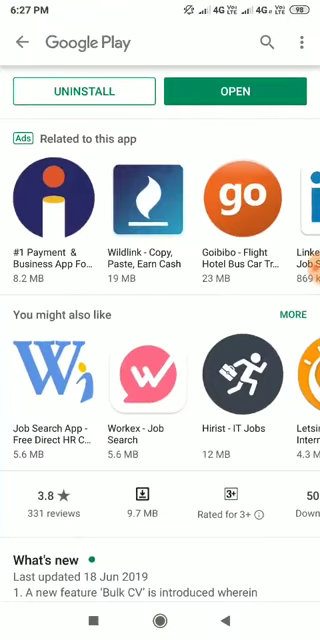 6:27 PM 4G VoLTE 4G VoLTE 98
Google Play
UNINSTALL OPEN
Ads Related to this app
go
#1 Payment & Wildlink - Copy, Goibibo - Flight Linke
Business App Fo... Paste, Earn Cash Hotel Bus Car Tr... Job S
8.2 MB 19 MB 23 MB 869 k
You might also like MORE
W
Job Search App - Workex - Job Hirist - IT Jobs Letsi
Free Direct HR C... Search Intern
5.6 MB 5.6 MB 12 MB 4.3 M
3.8 ★ 3+ 50
331 reviews 9.7 MB Rated for 3+ Down
What's new
Last updated 18 Jun 2019
1. A new feature 'Bulk CV' is introduced wherein